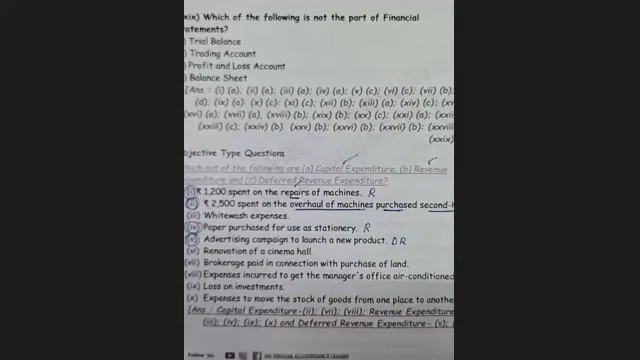 xix) Which of the following is not the part of Financial
atements?
) Trial Balance
) Trading Account
) Profit and Loss Account
) Balance Sheet
[Ans. : (i) (a); (ii) (a); (iii) (a); (iv) (a); (v) (c); (vi) (c); (vii) (b);
(d); (ix) (a); (x) (c); (xi) (c); (xii) (b); (xiii) (a); (xiv) (c); (xv
(xvi) (a); (xvii) (a), (xviii) (b); (xix) (b); (xx) (c); (xxi) (a); (xxii
(xxiii) (c); (xxiv) (b); (xxv) (b); (xxvi) (b); (xxvii) (b); (xxviii
(xxix)
bjective Type Questions
Which out of the following are (a) Capital Expenditure; (b) Revenue
penditure and (c) Deferred Revenue Expenditure?
(i) ₹ 1,200 spent on the repairs of machines. R
(ii) ₹ 2,500 spent on the overhaul of machines purchased second-h
(iii) Whitewash expenses.
(iv) Paper purchased for use as stationery. R
(v) Advertising campaign to launch a new product. DR
(vi) Renovation of a cinema hall.
(vii) Brokerage paid in connection with purchase of land.
(viii) Expenses incurred to get the manager's office air-conditioned
(ix) Loss on investments.
(x) Expenses to move the stock of goods from one place to anothe
[Ans. : Capital Expenditure-(ii); (vii); (viii); Revenue Expenditure
(iii); (iv); (ix); (x) and Deferred Revenue Expenditure- (v); (
Follow Us: